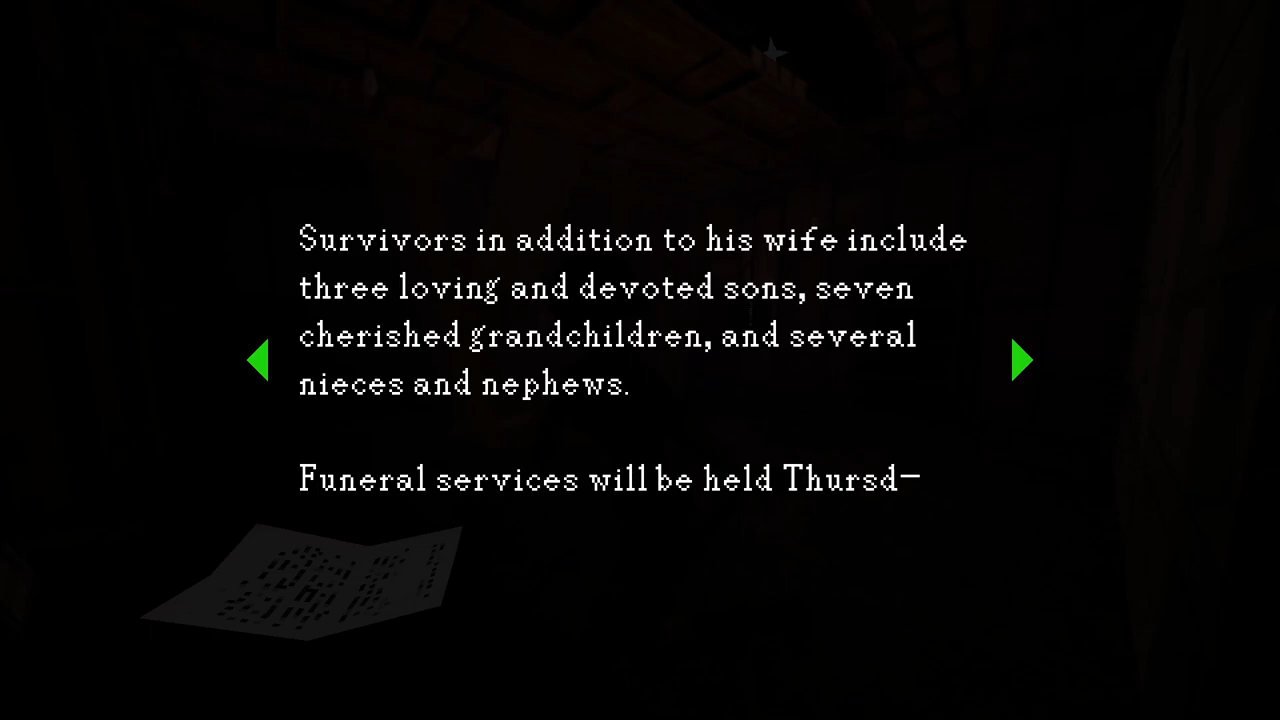 Survivors in addition to his wife include
three loving and devoted sons, seven
cherished grandchildren, and several
nieces and nephews.
Funeral services will be held Thursd—